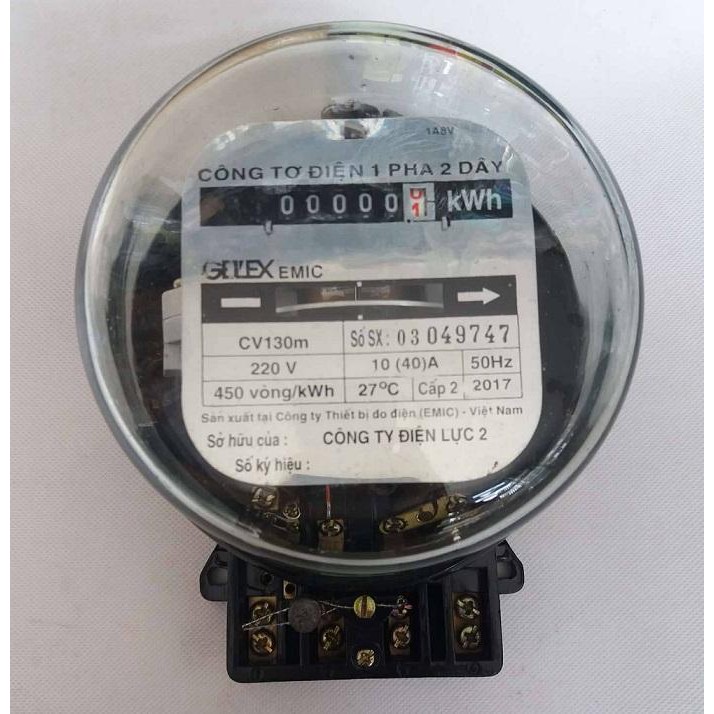 1A8V
CÔNG TƠ ĐIỆN 1 PHA 2 DÂY
00000 1 kWh
GELEX EMIC
CV130m Số SX: 03 049747
220 V 10 (40)A 50Hz
450 vòng/kWh 27°C Cấp 2 2017
Sản xuất tại Công ty Thiết bị đo điện (EMIC) - Việt Nam
Sở hữu của : CÔNG TY ĐIỆN LỰC 2
Số ký hiệu :